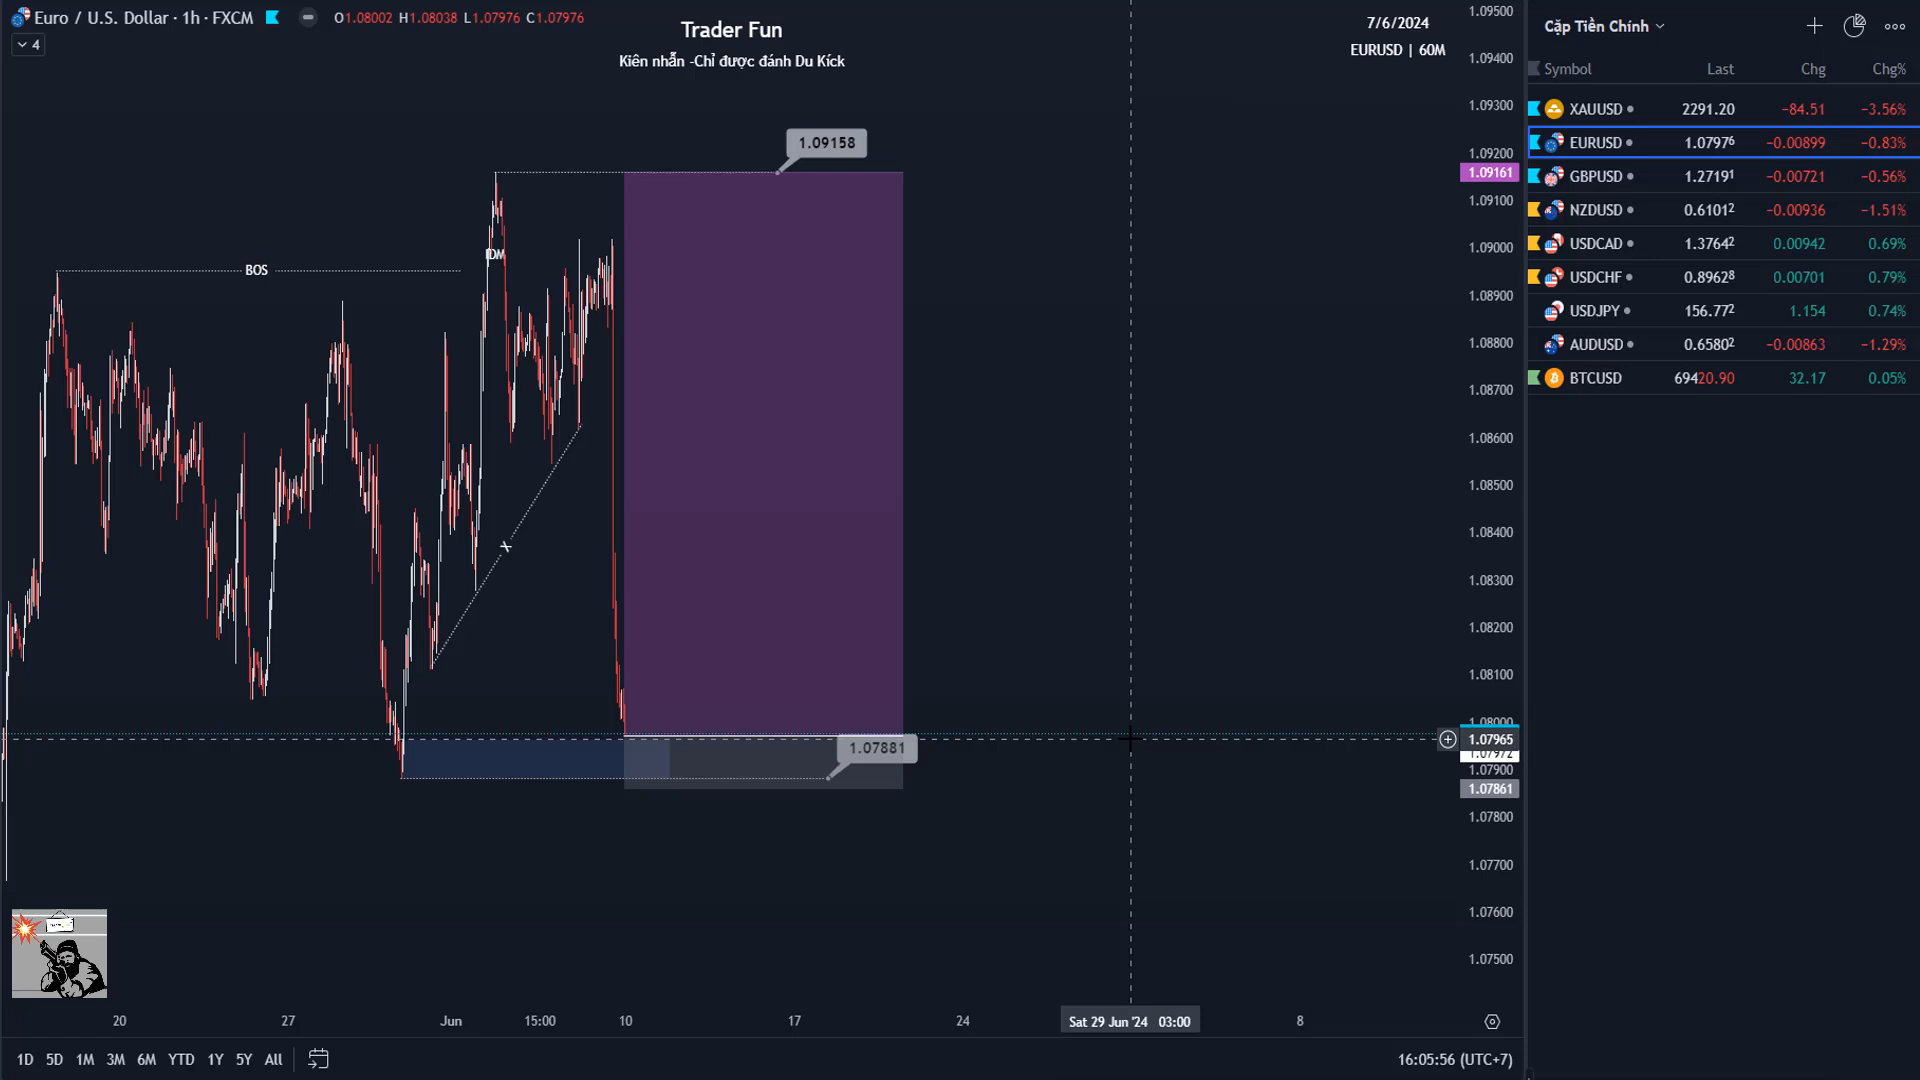 Euro / U.S. Dollar · 1h · FXCM
O1.08002 H1.08038 L1.07976 C1.07976
4
Trader Fun
Kiên nhẫn -Chỉ được đánh Du Kích
7/6/2024
EURUSD | 60M
1.09158
BOS
IDM
X
1.07881
1.09500
1.09400
1.09300
1.09200
1.09161
1.09100
1.09000
1.08900
1.08800
1.08700
1.08600
1.08500
1.08400
1.08300
1.08200
1.08100
1.08000
1.07965
1.07972
1.07900
1.07861
1.07800
1.07700
1.07600
1.07500
20
27
Jun
15:00
10
17
24
Sat 29 Jun '24 03:00
8
1D 5D 1M 3M 6M YTD 1Y 5Y All
16:05:56 (UTC+7)
Cặp Tiền Chính
Symbol Last Chg Chg%
XAUUSD 2291.20 −84.51 −3.56%
EURUSD 1.07976 −0.00899 −0.83%
GBPUSD 1.27191 −0.00721 −0.56%
NZDUSD 0.61012 −0.00936 −1.51%
USDCAD 1.37642 0.00942 0.69%
USDCHF 0.89628 0.00701 0.79%
USDJPY 156.772 1.154 0.74%
AUDUSD 0.65802 −0.00863 −1.29%
BTCUSD 69420.90 32.17 0.05%